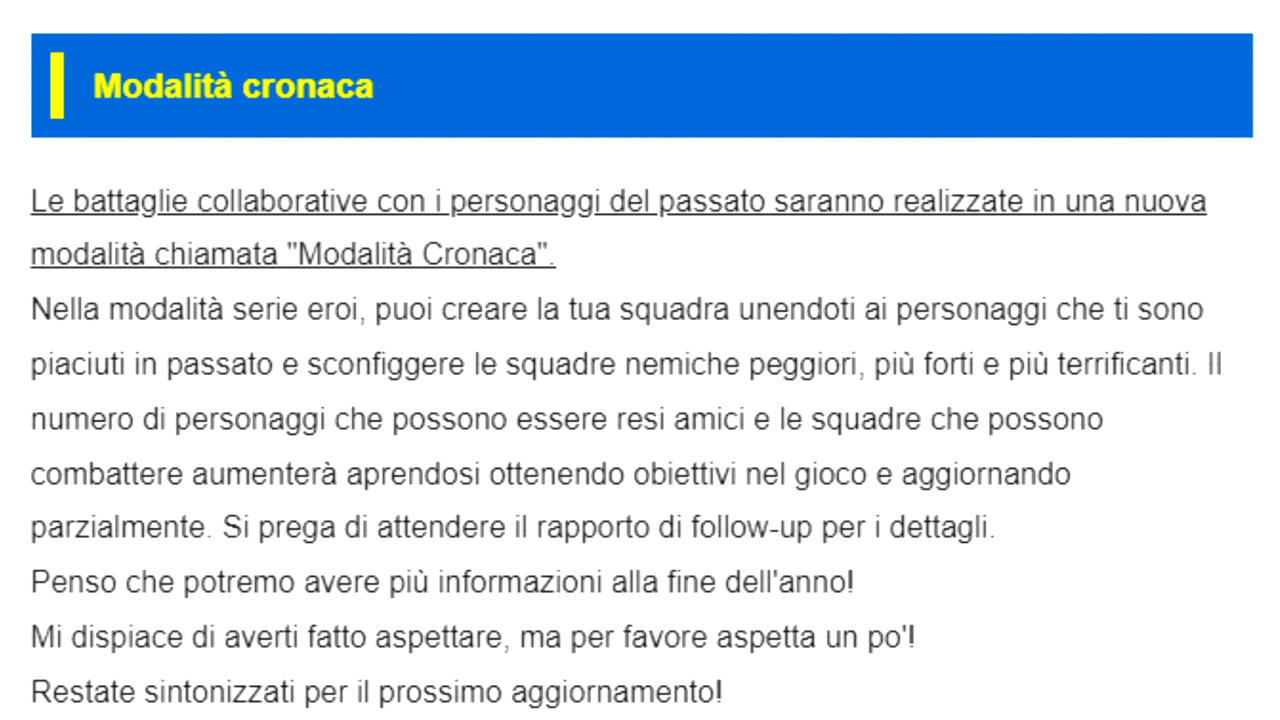 Modalità cronaca
Le battaglie collaborative con i personaggi del passato saranno realizzate in una nuova
modalità chiamata "Modalità Cronaca".
Nella modalità serie eroi, puoi creare la tua squadra unendoti ai personaggi che ti sono
piaciuti in passato e sconfiggere le squadre nemiche peggiori, più forti e più terrificanti. Il
numero di personaggi che possono essere resi amici e le squadre che possono
combattere aumenterà aprendosi ottenendo obiettivi nel gioco e aggiornando
parzialmente. Si prega di attendere il rapporto di follow-up per i dettagli.
Penso che potremo avere più informazioni alla fine dell'anno!
Mi dispiace di averti fatto aspettare, ma per favore aspetta un po'!
Restate sintonizzati per il prossimo aggiornamento!